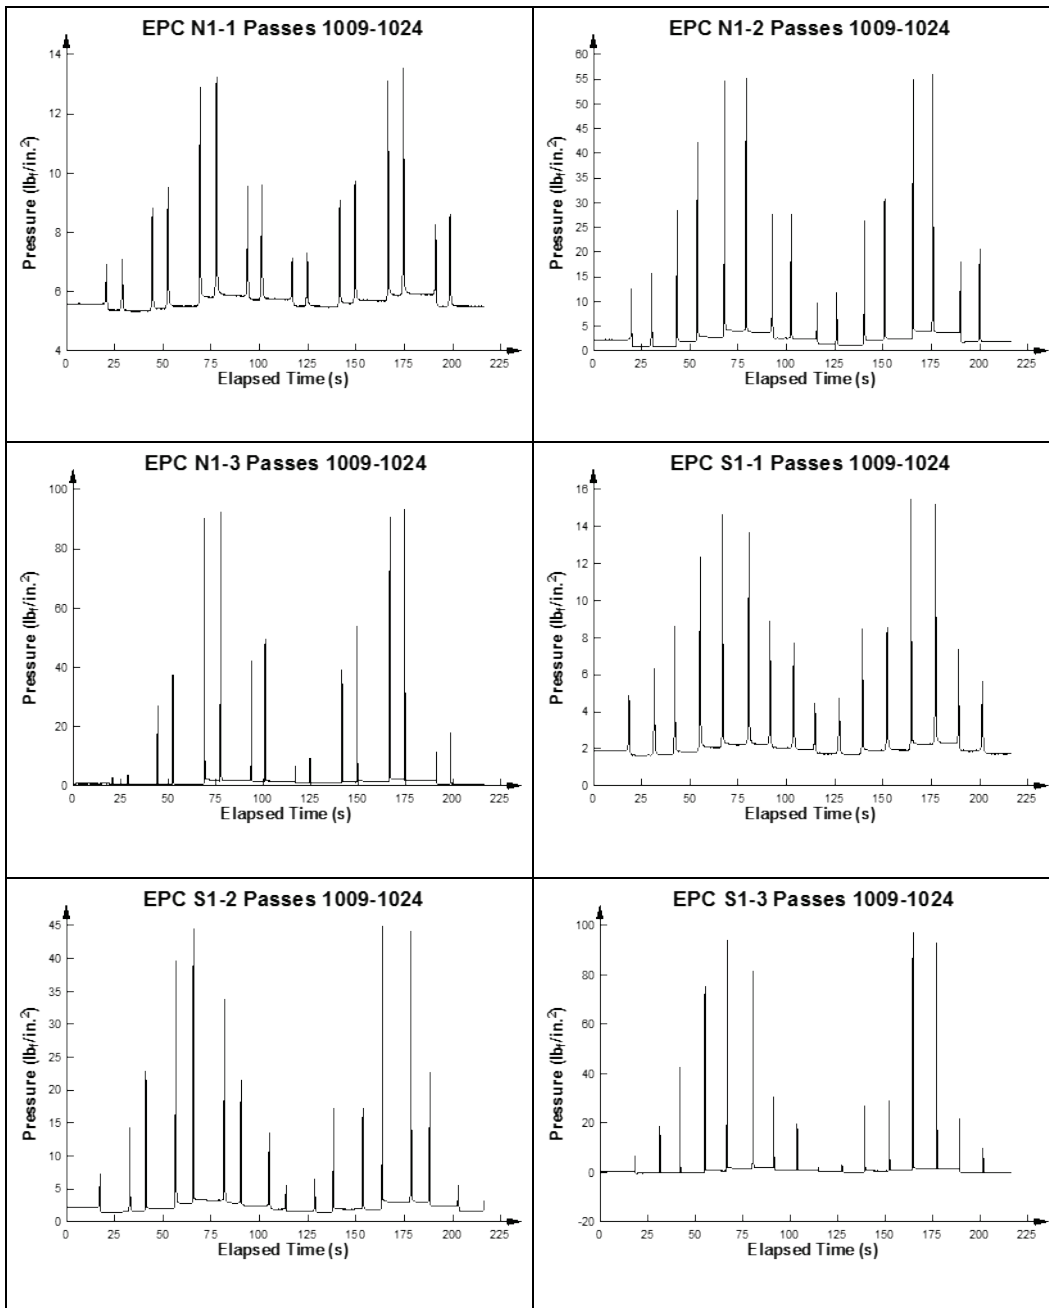 EPC N1-1 Passes 1009-1024
14
12
10
8
6
4
Pressure (lbf/in.²)
0 25 50 75 100 125 150 175 200 225
Elapsed Time (s)
EPC N1-2 Passes 1009-1024
60
55
50
45
40
35
30
25
20
15
10
5
0
Pressure (lbf/in.²)
0 25 50 75 100 125 150 175 200 225
Elapsed Time (s)
EPC N1-3 Passes 1009-1024
100
80
60
40
20
0
Pressure (lbf/in.²)
0 25 50 75 100 125 150 175 200 225
Elapsed Time (s)
EPC S1-1 Passes 1009-1024
16
14
12
10
8
6
4
2
0
Pressure (lbf/in.²)
0 25 50 75 100 125 150 175 200 225
Elapsed Time (s)
EPC S1-2 Passes 1009-1024
45
40
35
30
25
20
15
10
5
0
Pressure (lbf/in.²)
0 25 50 75 100 125 150 175 200 225
Elapsed Time (s)
EPC S1-3 Passes 1009-1024
100
80
60
40
20
0
-20
Pressure (lbf/in.²)
0 25 50 75 100 125 150 175 200 225
Elapsed Time (s)